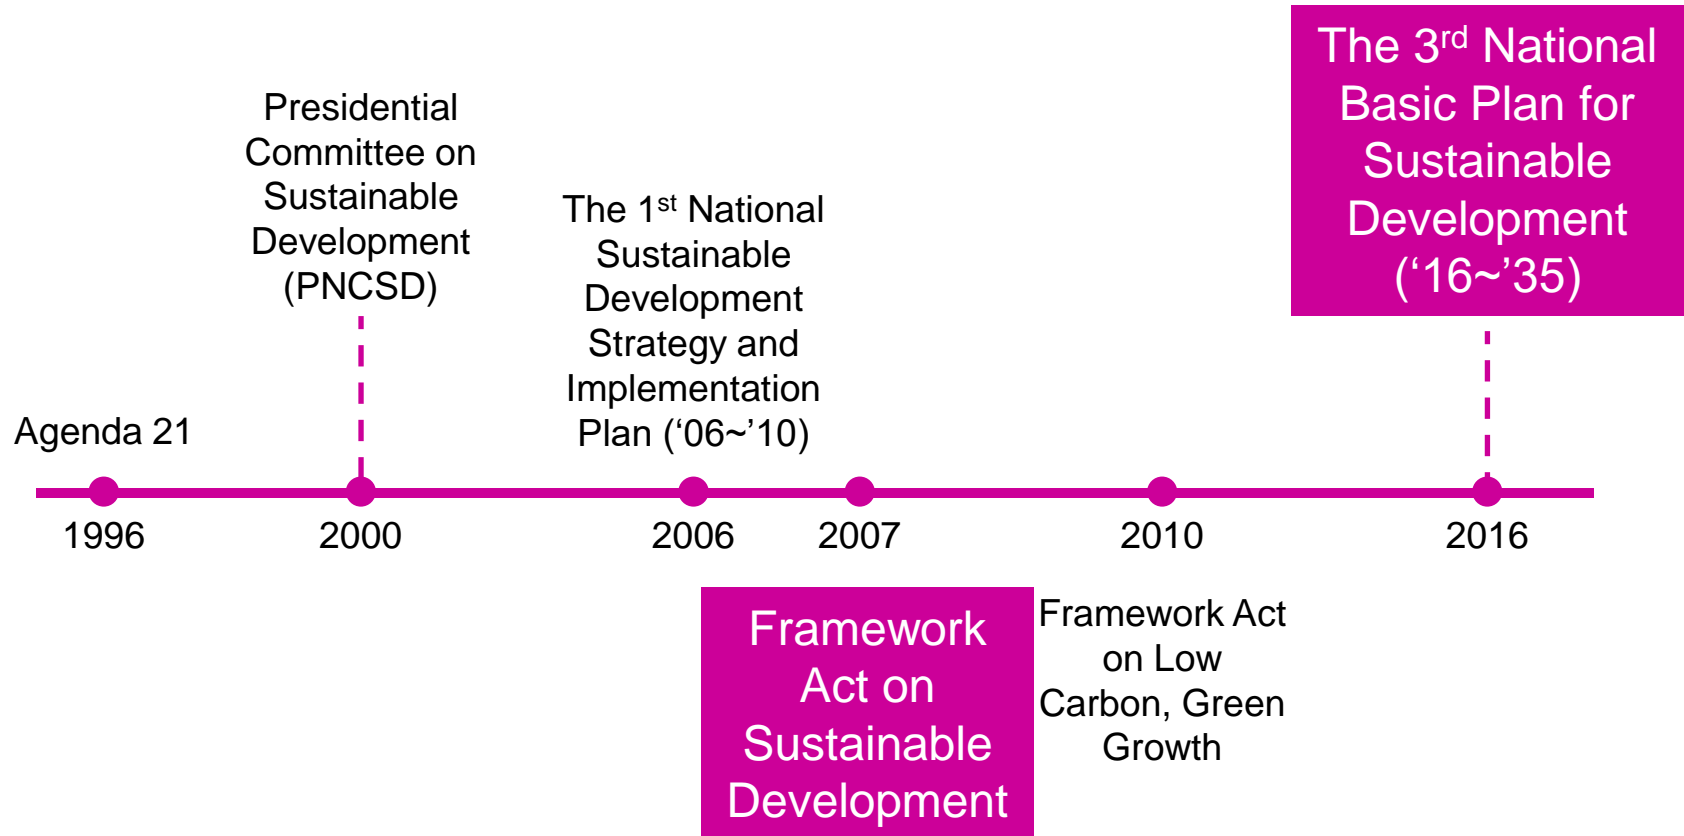 Agenda 21
1996
Presidential
Committee on
Sustainable
Development
(PNCSD)
2000
The 1st National
Sustainable
Development
Strategy and
Implementation
Plan (‘06~’10)
2006
2007
Framework
Act on
Sustainable
Development
2010
Framework Act
on Low
Carbon, Green
Growth
The 3rd National
Basic Plan for
Sustainable
Development
(‘16~’35)
2016